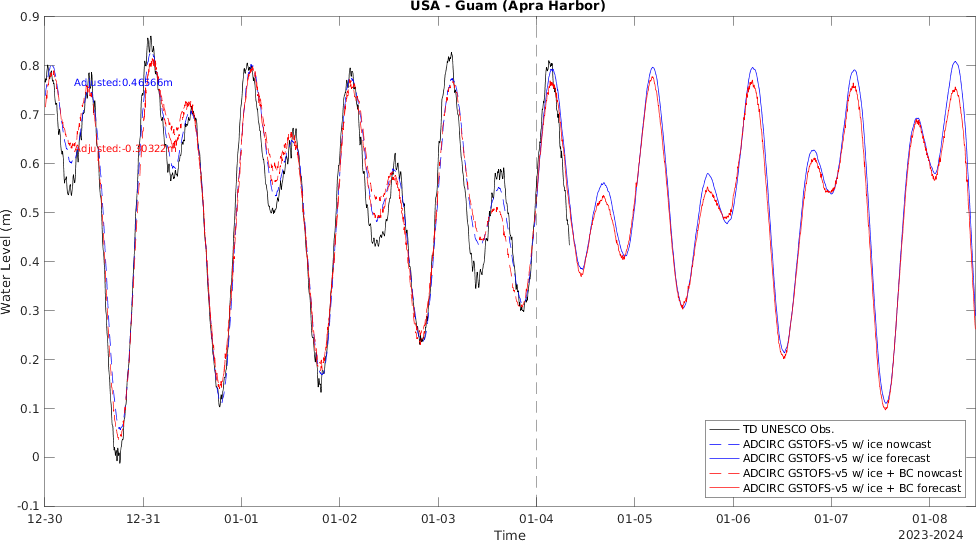 USA - Guam (Apra Harbor)
0.9
0.8
0.7
0.6
0.5
0.4
0.3
0.2
0.1
0
-0.1
Water Level (m)
Adjusted:0.46566m
Adjusted:-0.30322m
TD UNESCO Obs.
ADCIRC GSTOFS-v5 w/ ice nowcast
ADCIRC GSTOFS-v5 w/ ice forecast
ADCIRC GSTOFS-v5 w/ ice + BC nowcast
ADCIRC GSTOFS-v5 w/ ice + BC forecast
12-30 12-31 01-01 01-02 01-03 01-04 01-05 01-06 01-07 01-08
Time
2023-2024